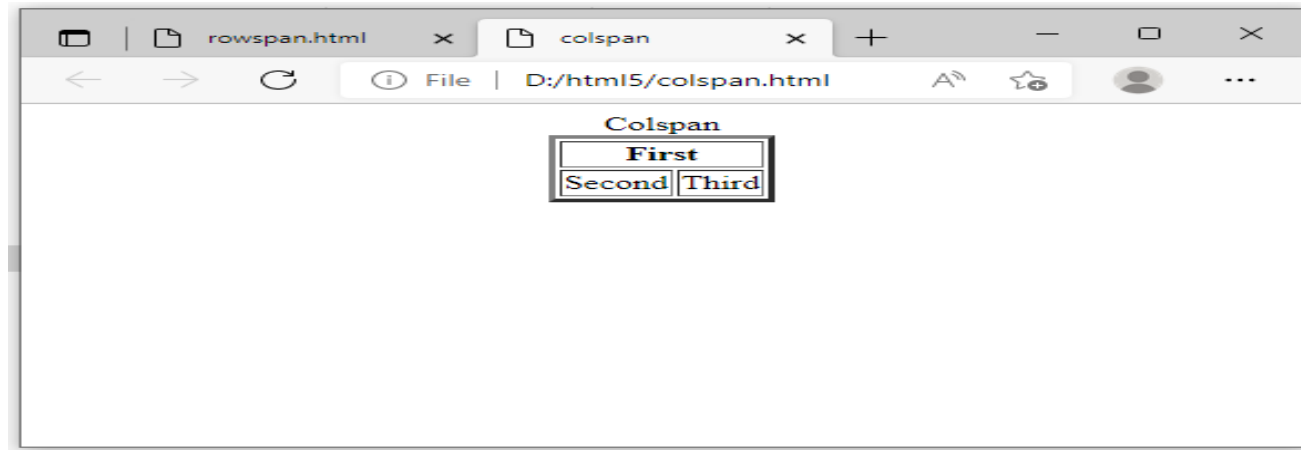 rowspan.html colspan
File | D:/html5/colspan.html
Colspan
First
Second Third